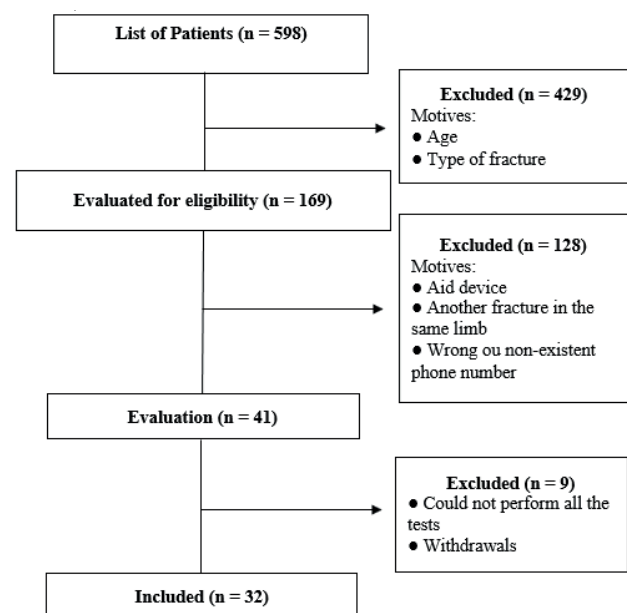 List of Patients (n = 598)
Excluded (n = 429)
Motives:
● Age
● Type of fracture
Evaluated for eligibility (n = 169)
Excluded (n = 128)
Motives:
● Aid device
● Another fracture in the
same limb
● Wrong ou non-existent
phone number
Evaluation (n = 41)
Excluded (n = 9)
● Could not perform all the
tests
● Withdrawals
Included (n = 32)